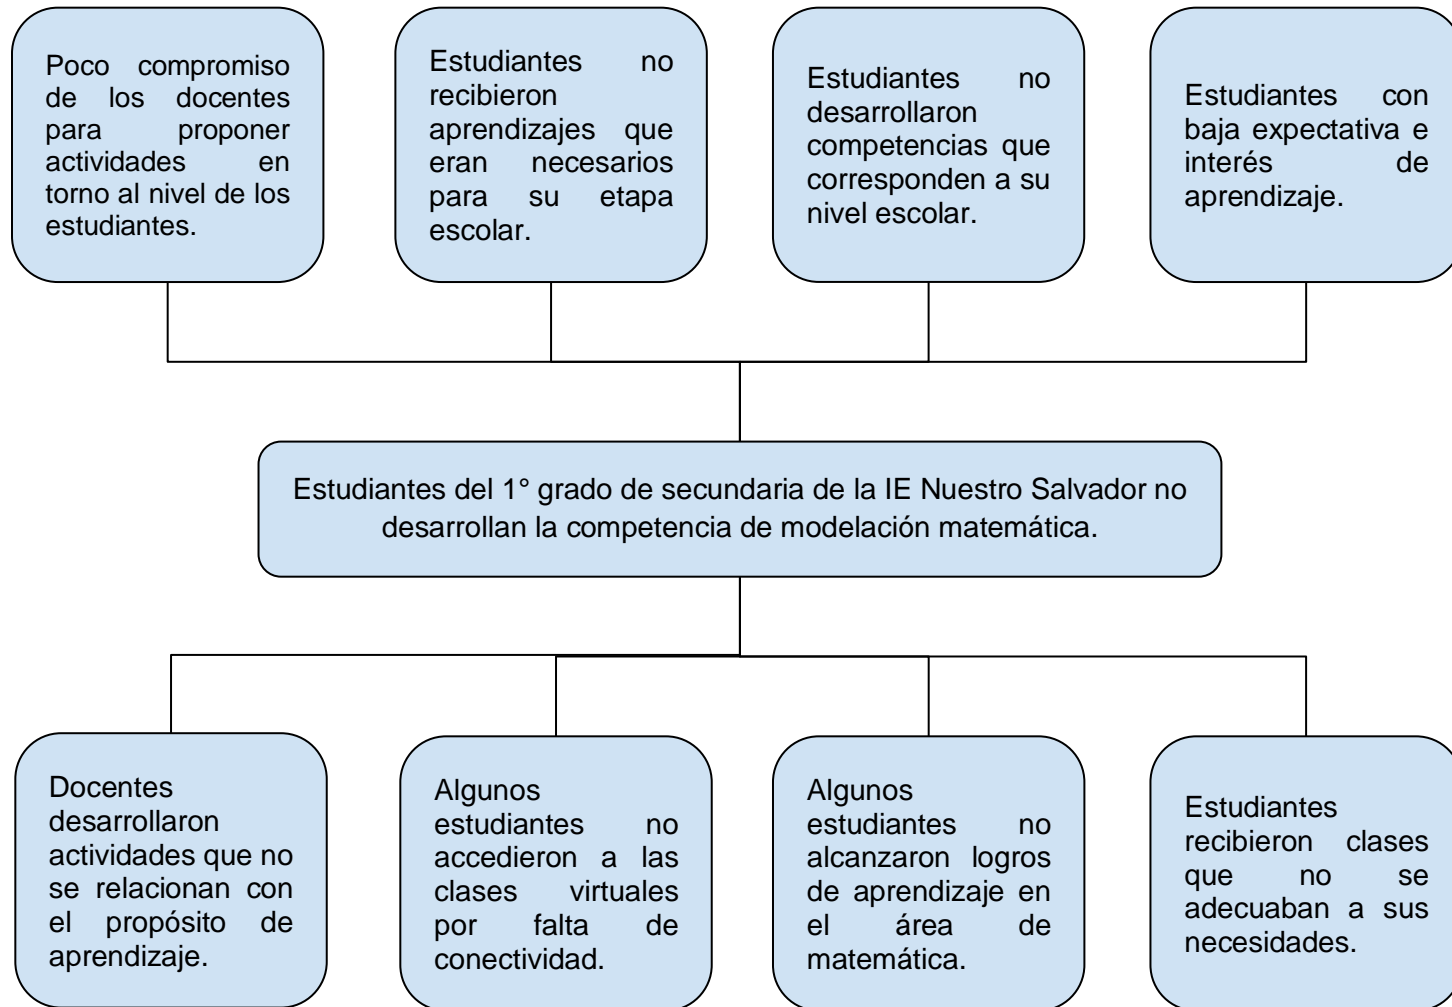 Poco compromiso
de los docentes
para proponer
actividades en
torno al nivel de los
estudiantes.
Estudiantes no
recibieron
aprendizajes que
eran necesarios
para su etapa
escolar.
Estudiantes no
desarrollaron
competencias que
corresponden a su
nivel escolar.
Estudiantes con
baja expectativa e
interés de
aprendizaje.
Estudiantes del 1° grado de secundaria de la IE Nuestro Salvador no
desarrollan la competencia de modelación matemática.
Docentes
desarrollaron
actividades que no
se relacionan con
el propósito de
aprendizaje.
Algunos
estudiantes no
accedieron a las
clases virtuales
por falta de
conectividad.
Algunos
estudiantes no
alcanzaron logros
de aprendizaje en
el área de
matemática.
Estudiantes
recibieron clases
que no se
adecuaban a sus
necesidades.